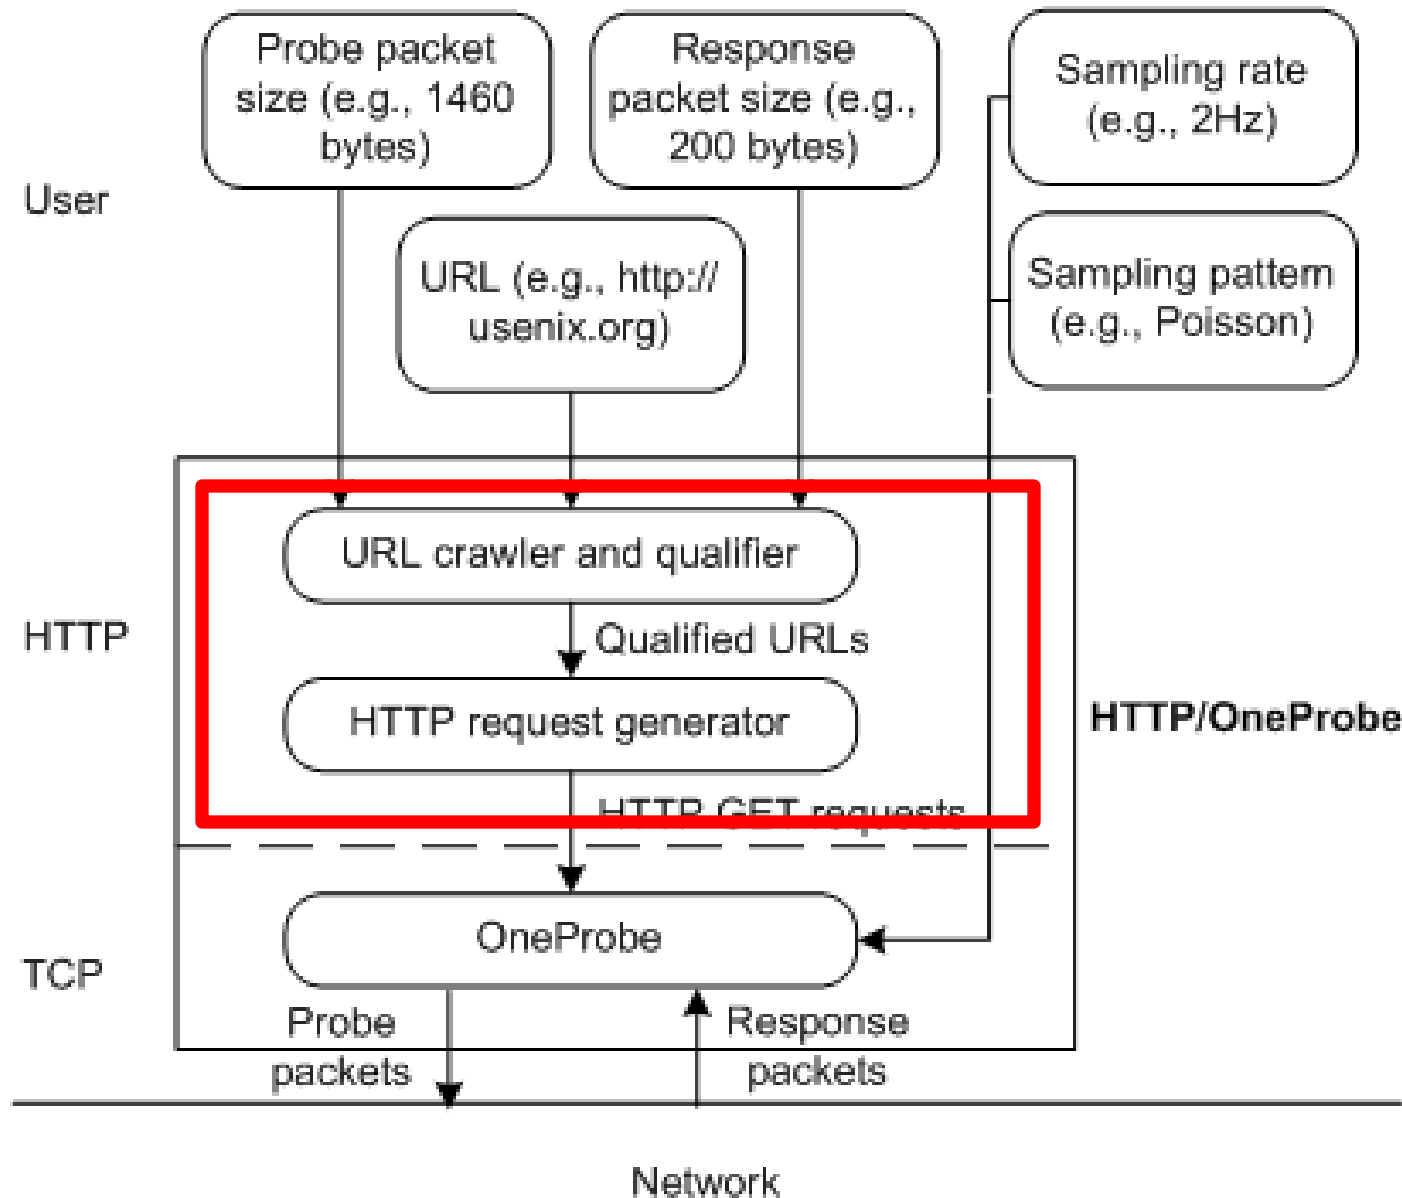 Probe packet
size (e.g., 1460
bytes)
Response
packet size (e.g.,
200 bytes)
Sampling rate
(e.g., 2Hz)
User
URL (e.g., http://
usenix.org)
Sampling pattern
(e.g., Poisson)
URL crawler and qualifier
HTTP
Qualified URLs
HTTP request generator
HTTP/OneProbe
HTTP GET requests
OneProbe
TCP
Probe
packets
Response
packets
Network